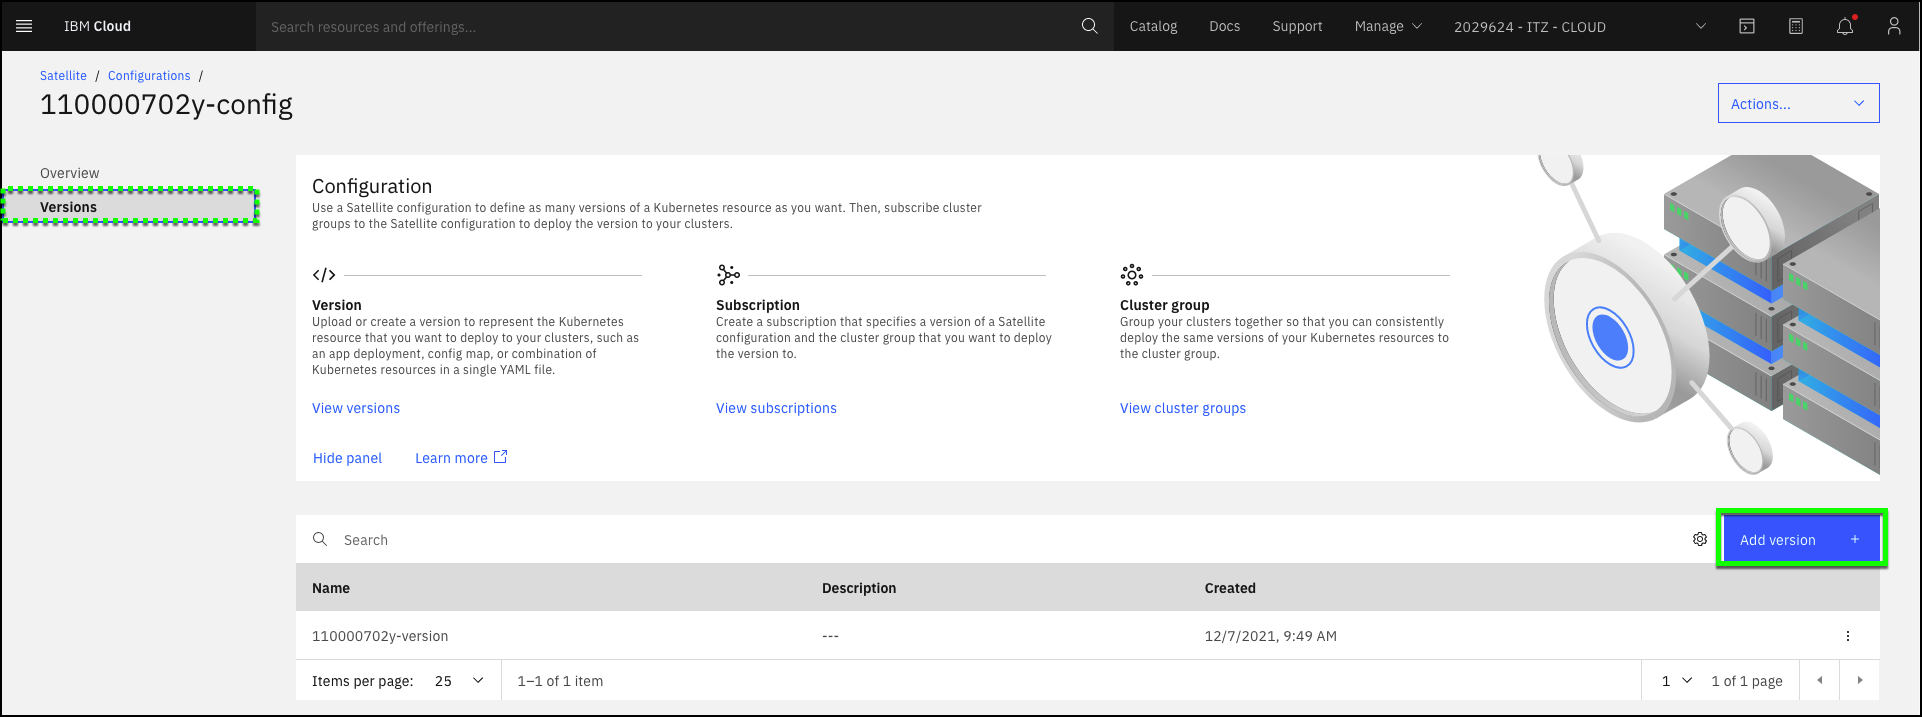 IBM Cloud
Search resources and offerings...
Catalog
Docs
Support
Manage
2029624 - ITZ - CLOUD
Satellite / Configurations /
110000702y-config
Actions...
Overview
Versions
Configuration
Use a Satellite configuration to define as many versions of a Kubernetes resource as you want. Then, subscribe cluster
groups to the Satellite configuration to deploy the version to your clusters.
Version
Upload or create a version to represent the Kubernetes
resource that you want to deploy to your clusters, such as
an app deployment, config map, or combination of
Kubernetes resources in a single YAML file.
View versions
Subscription
Create a subscription that specifies a version of a Satellite
configuration and the cluster group that you want to deploy
the version to.
View subscriptions
Cluster group
Group your clusters together so that you can consistently
deploy the same versions of your Kubernetes resources to
the cluster group.
View cluster groups
Hide panel
Learn more
Search
Add version +
Name Description Created
110000702y-version --- 12/7/2021, 9:49 AM
Items per page: 25
1–1 of 1 item
1
1 of 1 page